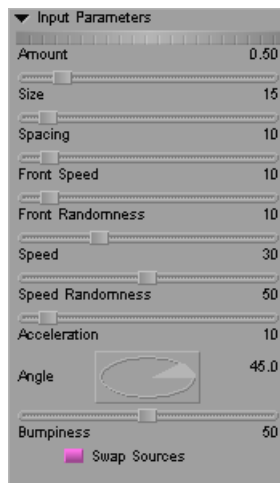 Input Parameters
Amount 0.50
Size 15
Spacing 10
Front Speed 10
Front Randomness 10
Speed 30
Speed Randomness 50
Acceleration 10
Angle 45.0
Bumpiness 50
Swap Sources